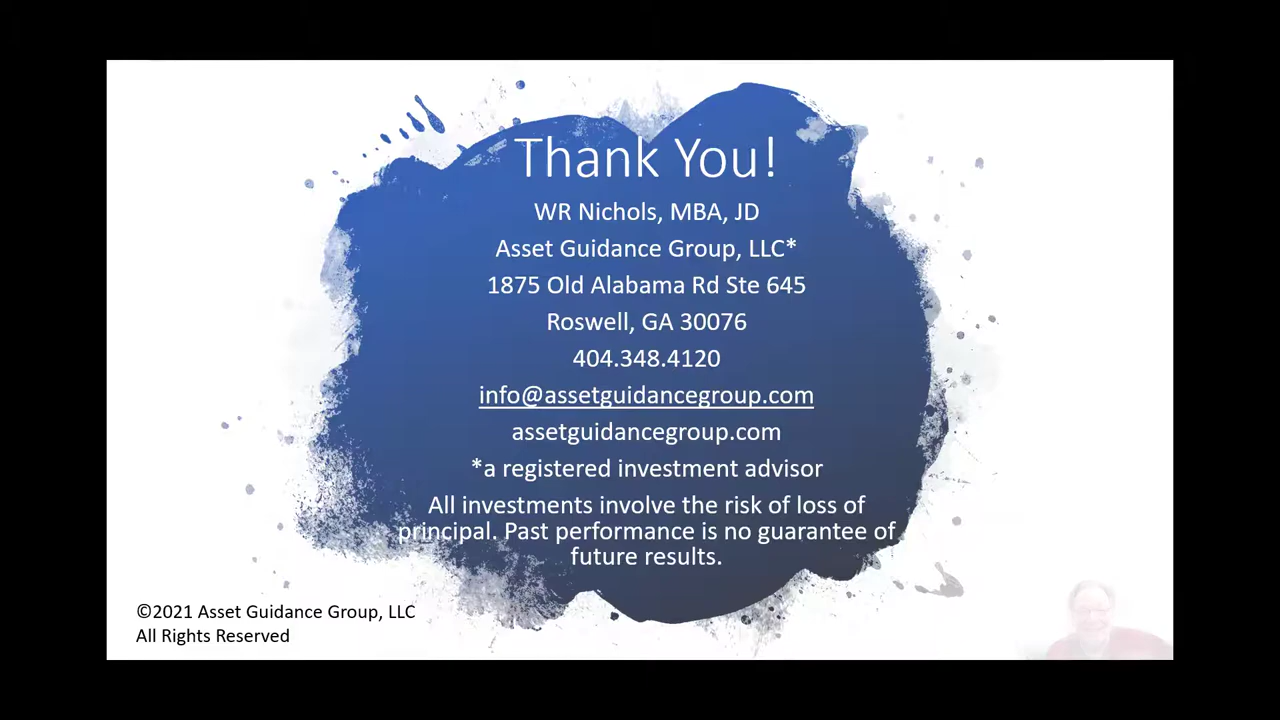 Thank You!
WR Nichols, MBA, JD
Asset Guidance Group, LLC*
1875 Old Alabama Rd Ste 645
Roswell, GA 30076
404.348.4120
info@assetguidancegroup.com
assetguidancegroup.com
*a registered investment advisor
All investments involve the risk of loss of
principal. Past performance is no guarantee of
future results.
©2021 Asset Guidance Group, LLC
All Rights Reserved